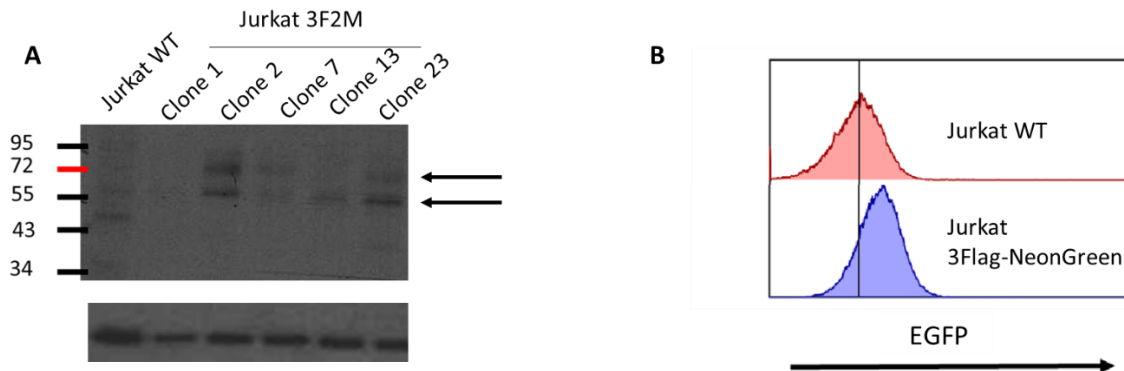 Jurkat 3F2M
A
Jurkat WT
Clone 1
Clone 2
Clone 7
Clone 13
Clone 23
95
72
55
43
34
B
Jurkat WT
Jurkat
3Flag-NeonGreen
EGFP